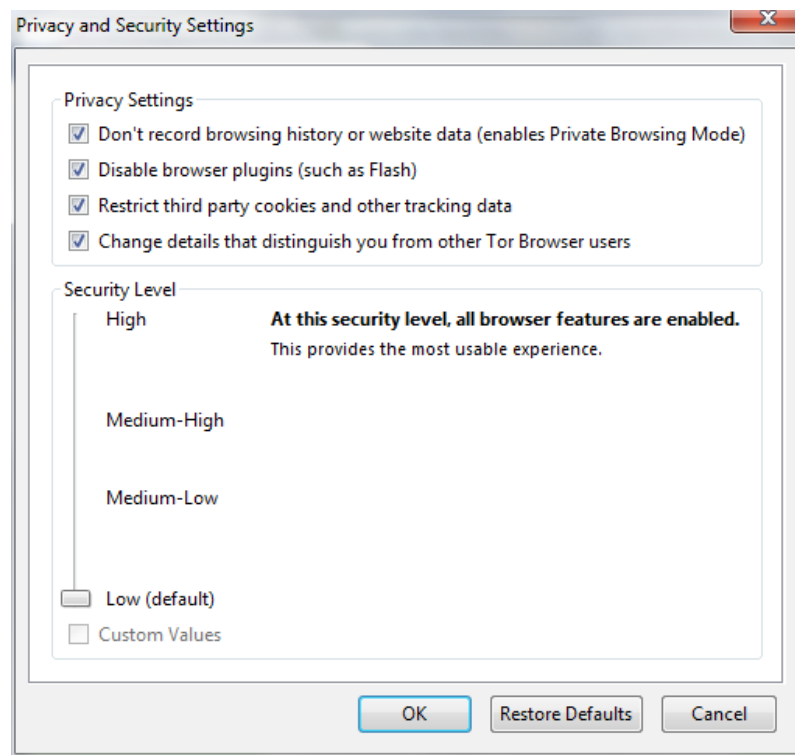 Privacy and Security Settings
Privacy Settings
Don't record browsing history or website data (enables Private Browsing Mode)
Disable browser plugins (such as Flash)
Restrict third party cookies and other tracking data
Change details that distinguish you from other Tor Browser users
Security Level
High
At this security level, all browser features are enabled.
This provides the most usable experience.
Medium-High
Medium-Low
Low (default)
Custom Values
OK
Restore Defaults
Cancel